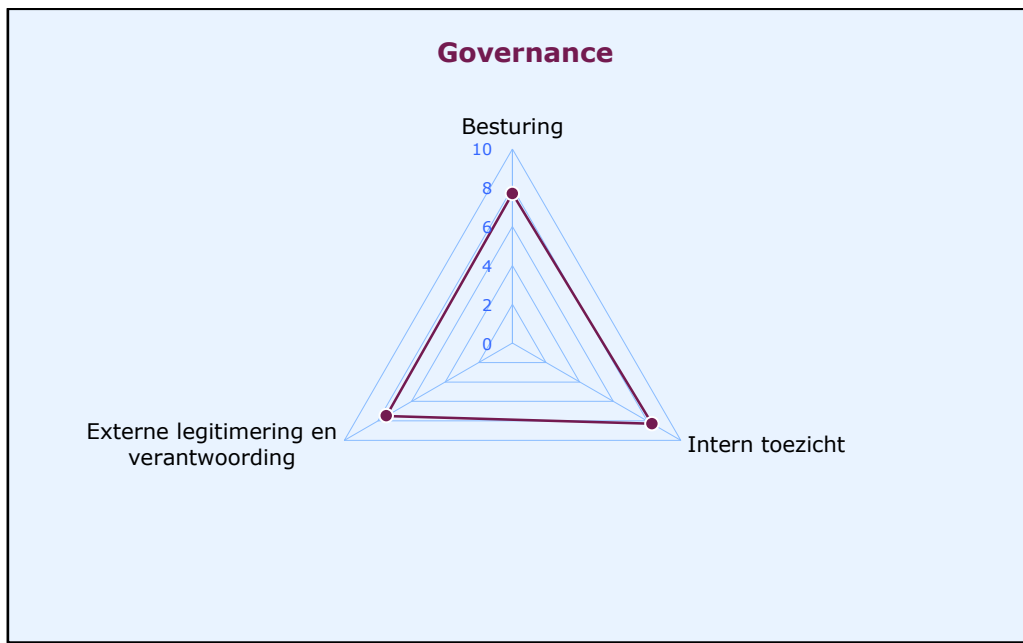 Governance
Besturing
10
8
6
4
2
0
Externe legitimering en
verantwoording
Intern toezicht